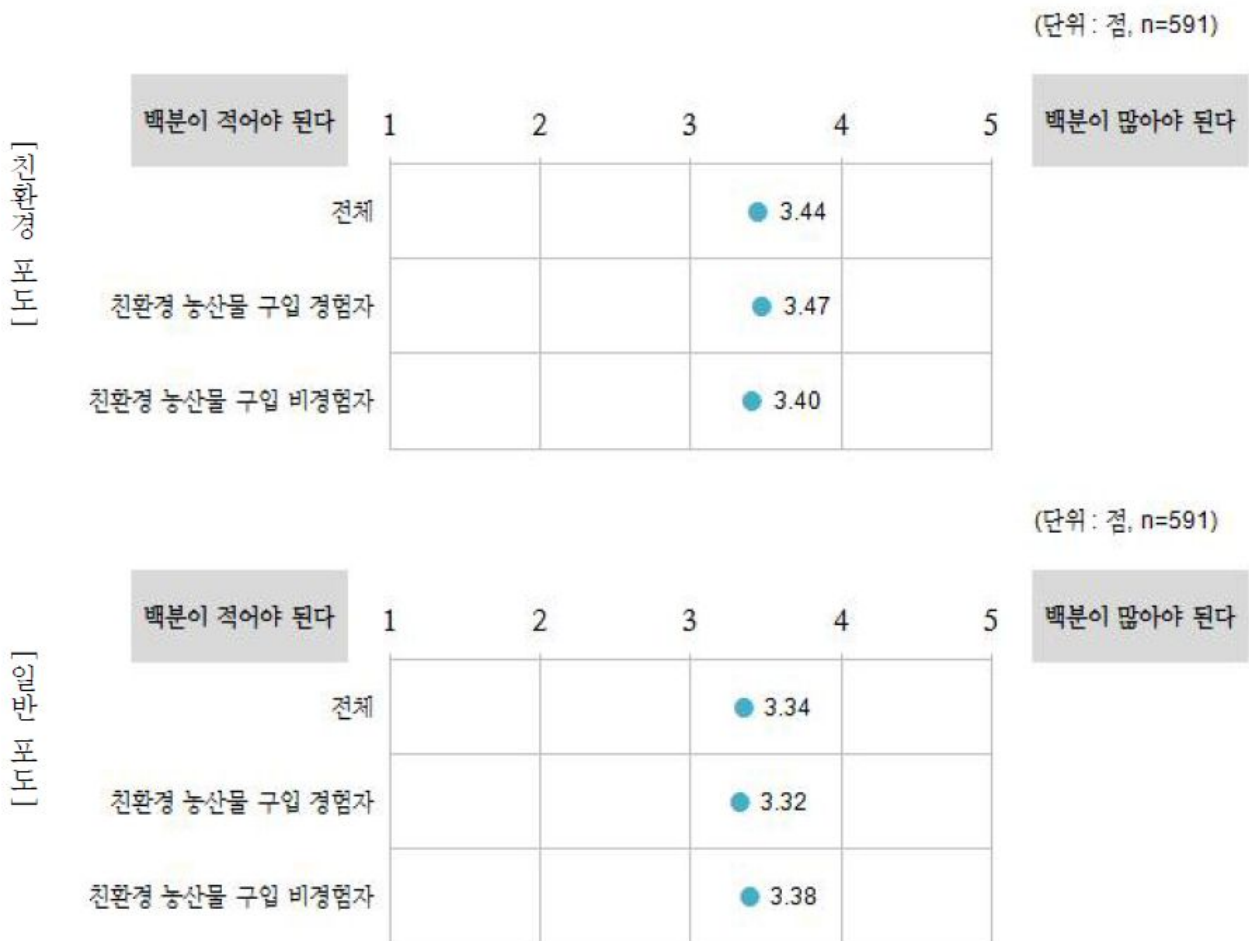 (단위 : 점, n=591)
[친환경 포도]
백분이 적어야 된다 1 2 3 4 5 백분이 많아야 된다
전체 3.44
친환경 농산물 구입 경험자 3.47
친환경 농산물 구입 비경험자 3.40
(단위 : 점, n=591)
[일반 포도]
백분이 적어야 된다 1 2 3 4 5 백분이 많아야 된다
전체 3.34
친환경 농산물 구입 경험자 3.32
친환경 농산물 구입 비경험자 3.38